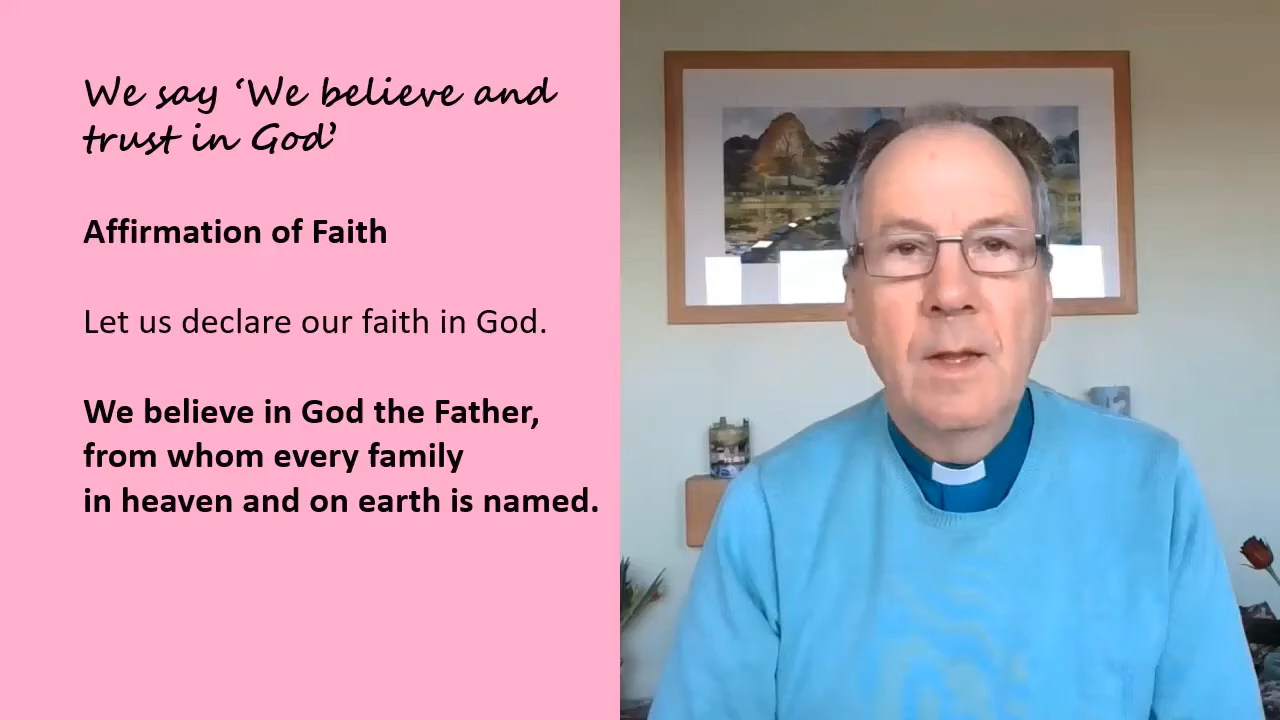 We say ‘We believe and
trust in God’
Affirmation of Faith
Let us declare our faith in God.
We believe in God the Father,
from whom every family
in heaven and on earth is named.